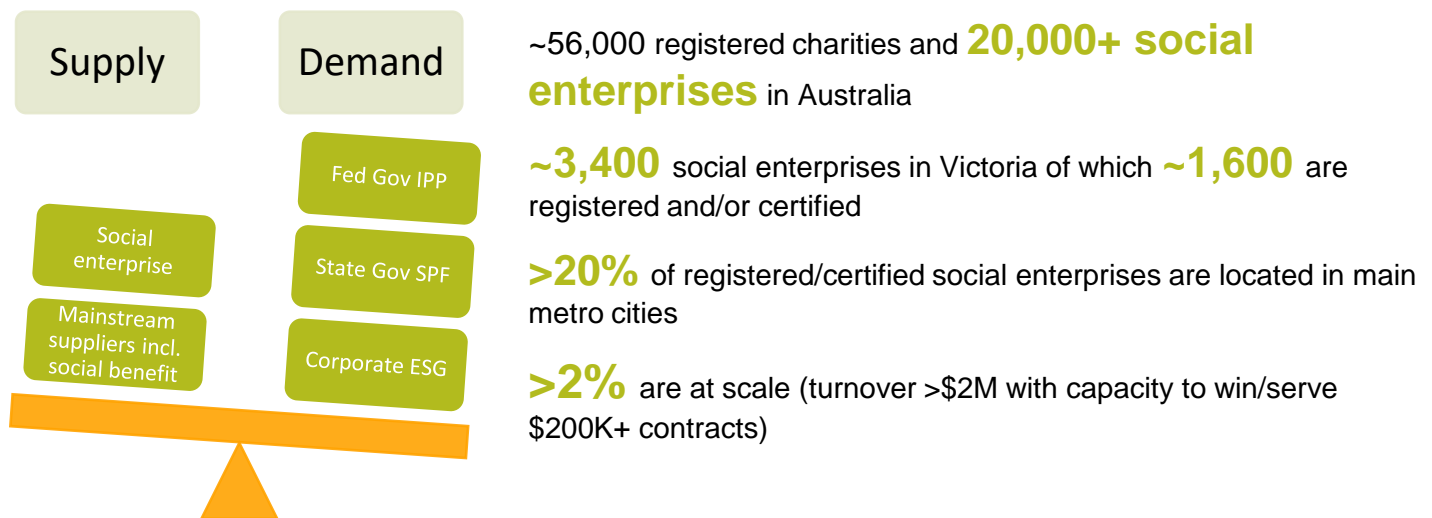 Supply
Demand
Fed Gov IPP
Social
enterprise
State Gov SPF
Mainstream
suppliers incl.
social benefit
Corporate ESG
~56,000 registered charities and 20,000+ social
enterprises in Australia
~3,400 social enterprises in Victoria of which ~1,600 are
registered and/or certified
>20% of registered/certified social enterprises are located in main
metro cities
>2% are at scale (turnover >$2M with capacity to win/serve
$200K+ contracts)